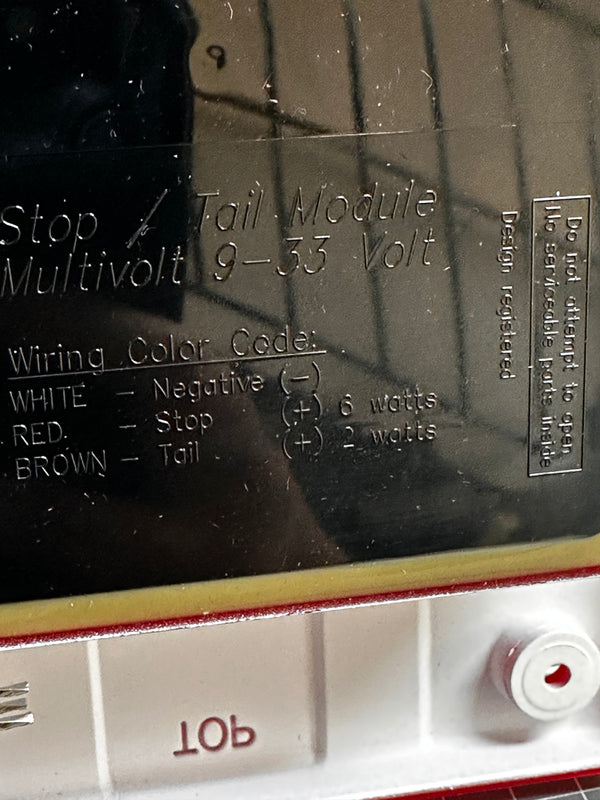 9
Stop / Tail Module
Multivolt 9-33 Volt
Wiring Color Code:
WHITE - Negative (-)
RED. - Stop (+) 6 watts
BROWN - Tail (+) 2 watts
Do not attempt to open.
No serviceable parts inside
Design registered
TOP